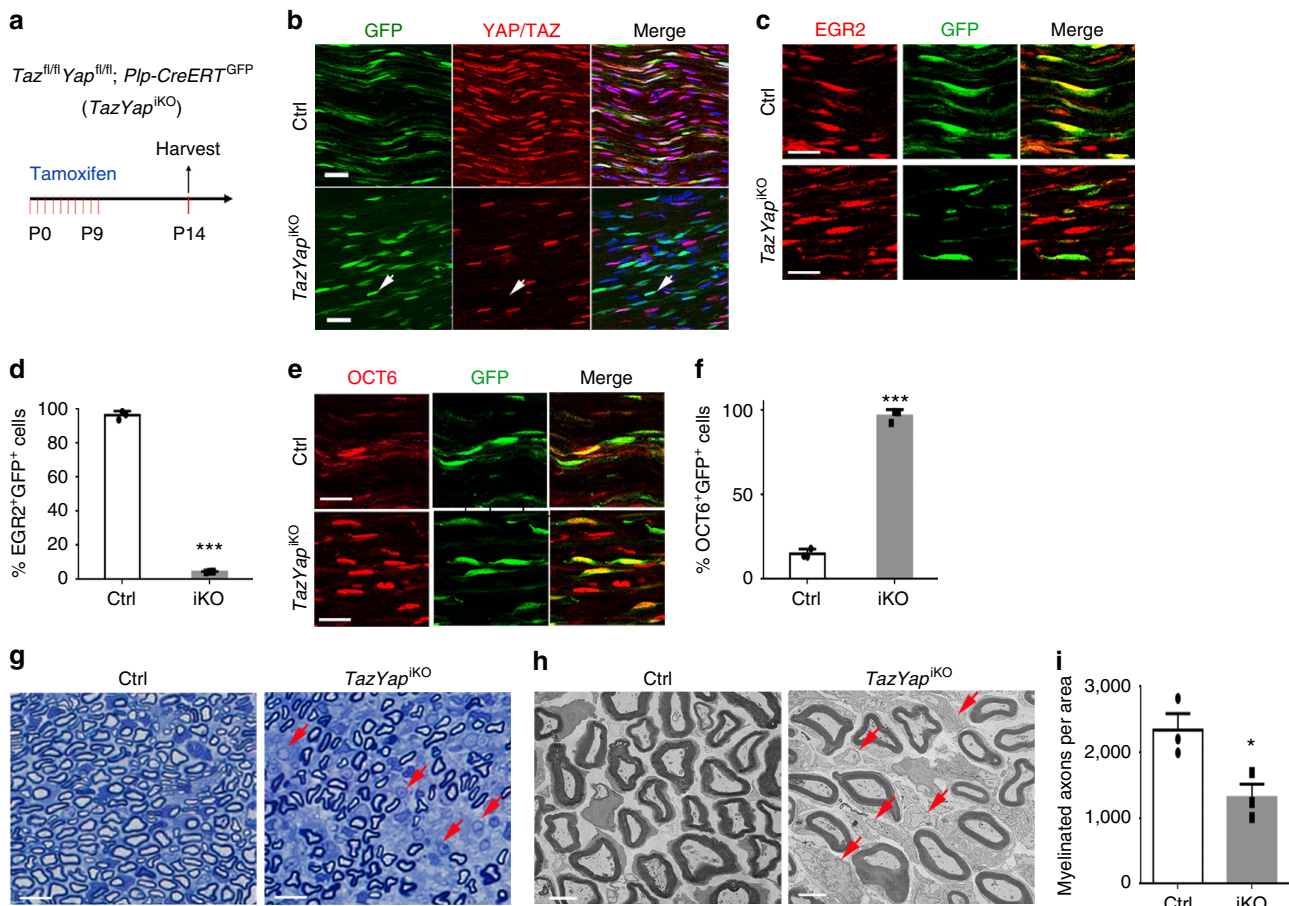 a
Taz^fl/fl Yap^fl/fl; Plp-CreERT^GFP
(TazYap^iKO)
Harvest
Tamoxifen
P0 P9 P14
b
GFP YAP/TAZ Merge
Ctrl
TazYap^iKO
c
EGR2 GFP Merge
Ctrl
TazYap^iKO
d
% EGR2⁺GFP⁺ cells
100
80
60
40
20
0
***
Ctrl iKO
e
OCT6 GFP Merge
Ctrl
TazYap^iKO
f
% OCT6⁺GFP⁺ cells
100
50
0
***
Ctrl iKO
g
Ctrl TazYap^iKO
h
Ctrl TazYap^iKO
i
Myelinated axons per area
3,000
2,000
1,000
0
*
Ctrl iKO